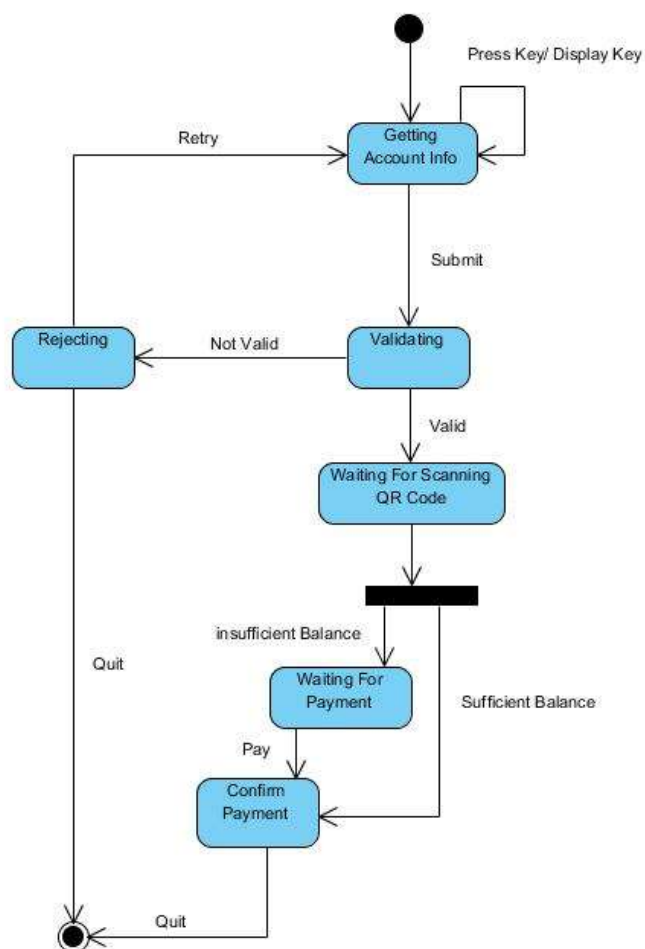 Press Key/ Display Key
Getting
Account Info
Retry
Submit
Rejecting
Not Valid
Validating
Valid
Waiting For Scanning
QR Code
insufficient Balance
Quit
Waiting For
Payment
Sufficient Balance
Pay
Confirm
Payment
Quit